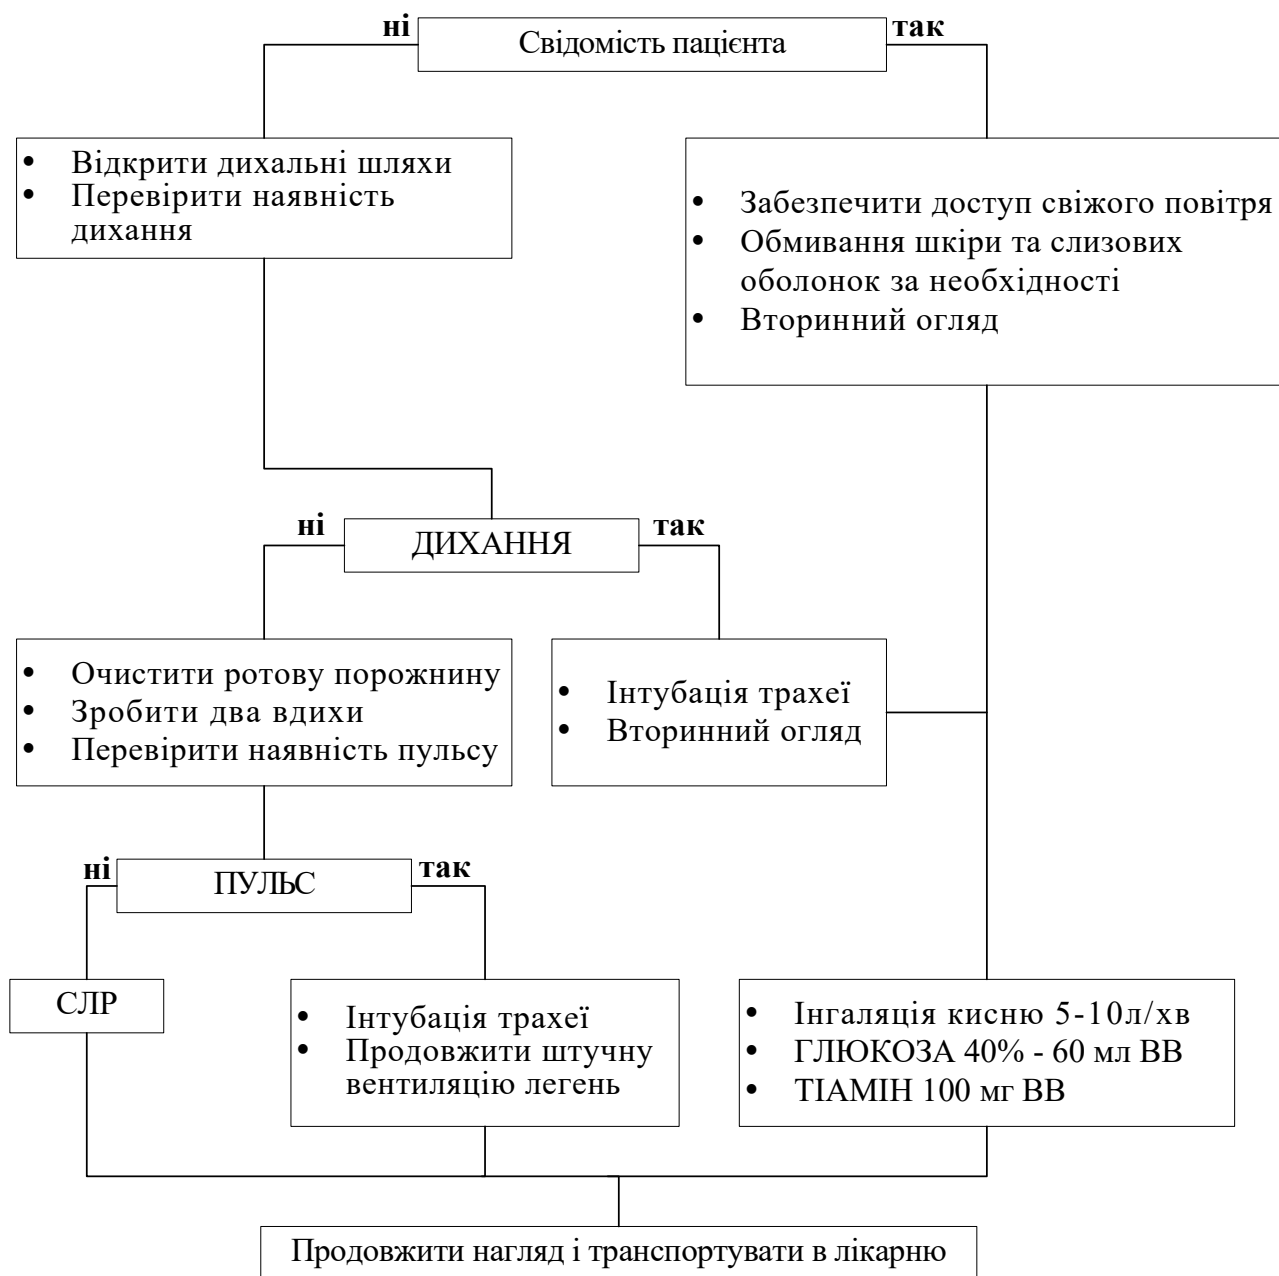 ні
Свідомість пацієнта
так
• Відкрити дихальні шляхи
• Перевірити наявність
дихання
• Забезпечити доступ свіжого повітря
• Обмивання шкіри та слизових
оболонок за необхідності
• Вторинний огляд
ні
ДИХАННЯ
так
• Очистити ротову порожнину
• Зробити два вдихи
• Перевірити наявність пульсу
• Інтубація трахеї
• Вторинний огляд
ні
ПУЛЬС
так
СЛР
• Інтубація трахеї
• Продовжити штучну
вентиляцію легень
• Інгаляція кисню 5-10л/хв
• ГЛЮКОЗА 40% - 60 мл ВВ
• ТІАМІН 100 мг ВВ
Продовжити нагляд і транспортувати в лікарню